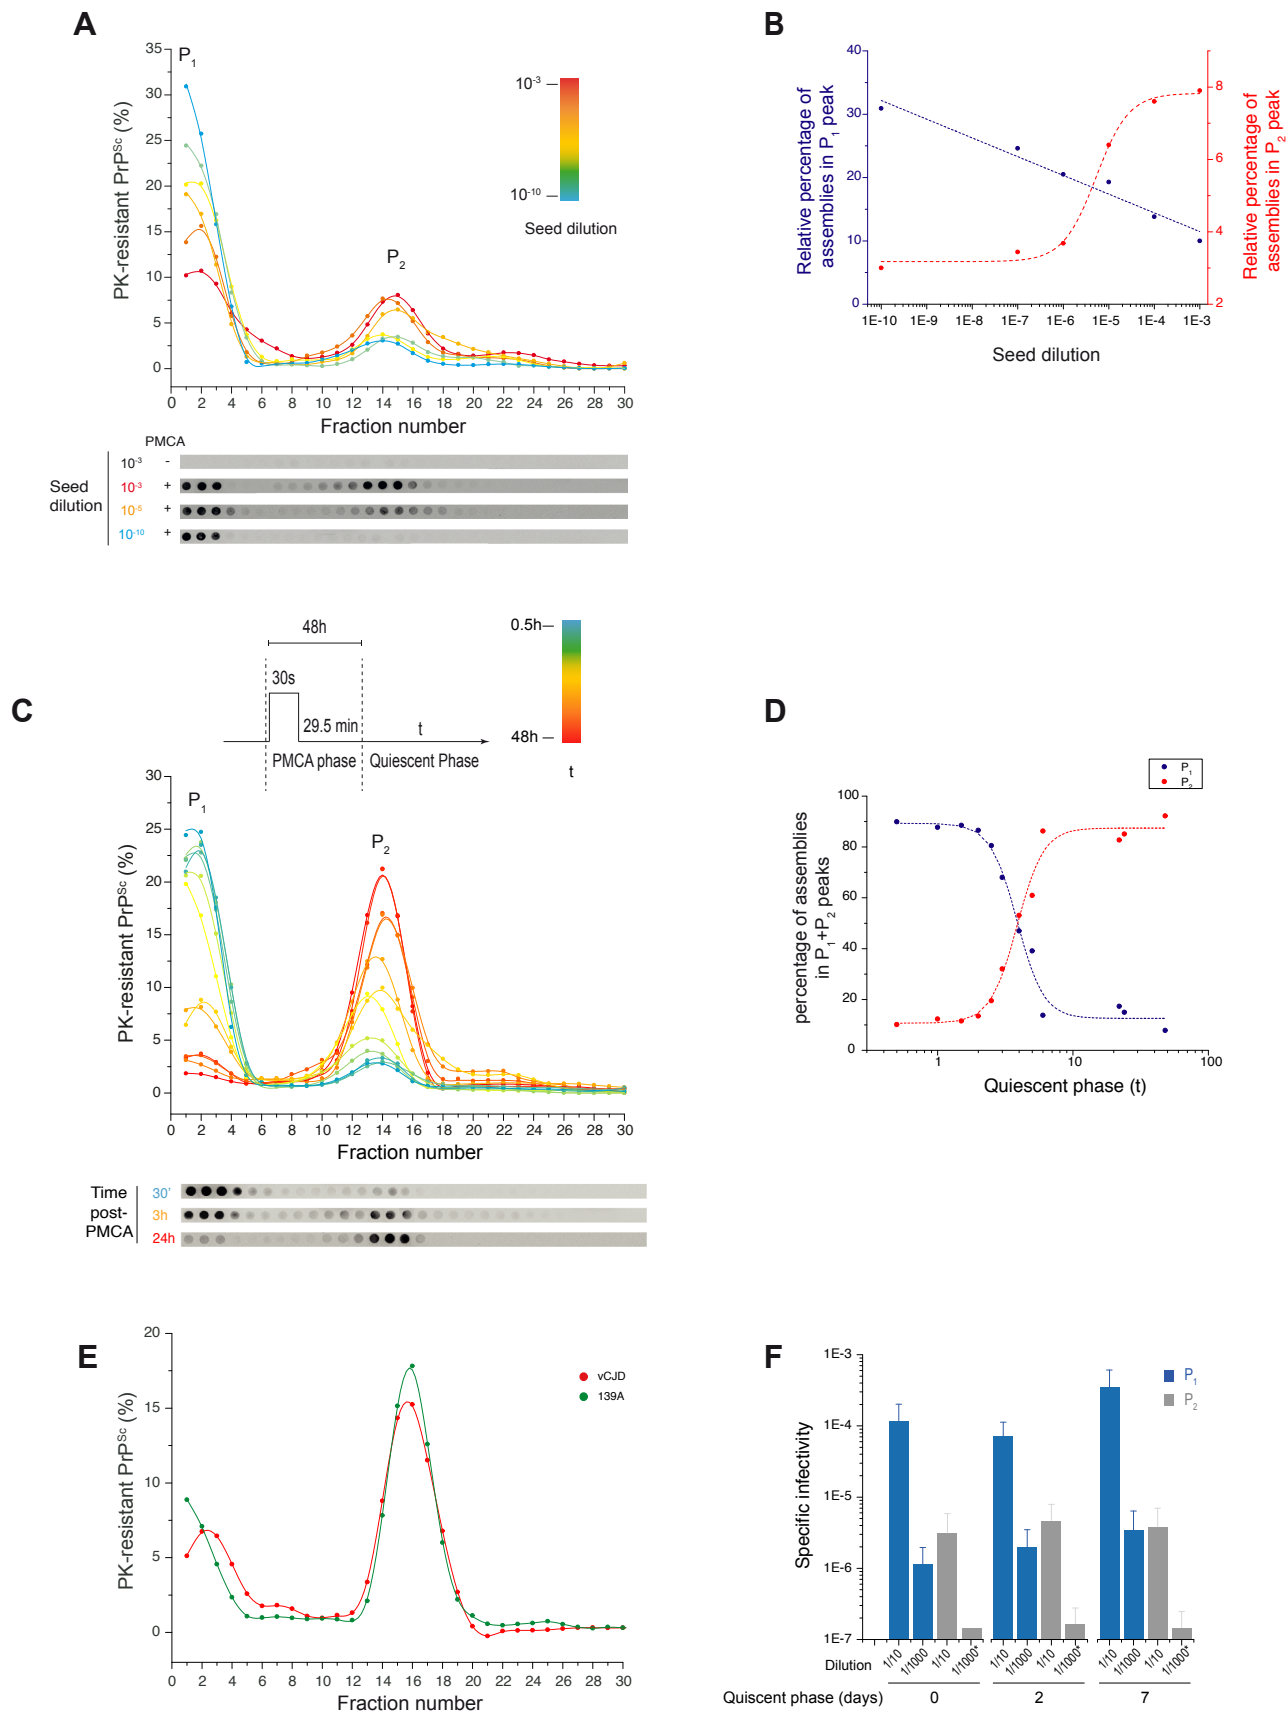 A
P1
P2
35
30
25
20
15
10
5
0
PK-resistant PrPSc (%)
10-3
10-10
Seed dilution
0 2 4 6 8 10 12 14 16 18 20 22 24 26 28 30
Fraction number
PMCA
Seed dilution
10-3 -
10-3 +
10-5 +
10-10 +
B
40
30
20
10
0
Relative percentage of
assemblies in P1 peak
8
6
4
2
Relative percentage of
assemblies in P2 peak
1E-10 1E-9 1E-8 1E-7 1E-6 1E-5 1E-4 1E-3
Seed dilution
C
48h
30s
29.5 min
t
PMCA phase
Quiescent Phase
0.5h
48h
t
P1
P2
30
25
20
15
10
5
0
PK-resistant PrPSc (%)
0 2 4 6 8 10 12 14 16 18 20 22 24 26 28 30
Fraction number
Time
post-
PMCA
30'
3h
24h
D
P1
P2
100
80
60
40
20
0
percentage of assemblies
in P1+P2 peaks
1 10 100
Quiescent phase (t)
E
20
15
10
5
0
PK-resistant PrPSc (%)
vCJD
139A
0 2 4 6 8 10 12 14 16 18 20 22 24 26 28 30
Fraction number
F
P1
P2
1E-3
1E-4
1E-5
1E-6
1E-7
Specific infectivity
Dilution
1/10 1/1000 1/10 1/1000* 1/10 1/1000 1/10 1/1000* 1/10 1/1000 1/10 1/1000*
Quiscent phase (days)
0 2 7